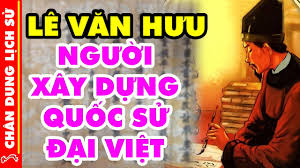 CHÂN DUNG LỊCH SỬ
LÊ VĂN HƯU
NGƯỜI
XÂY DỰNG
QUỐC SỬ
ĐẠI VIỆT